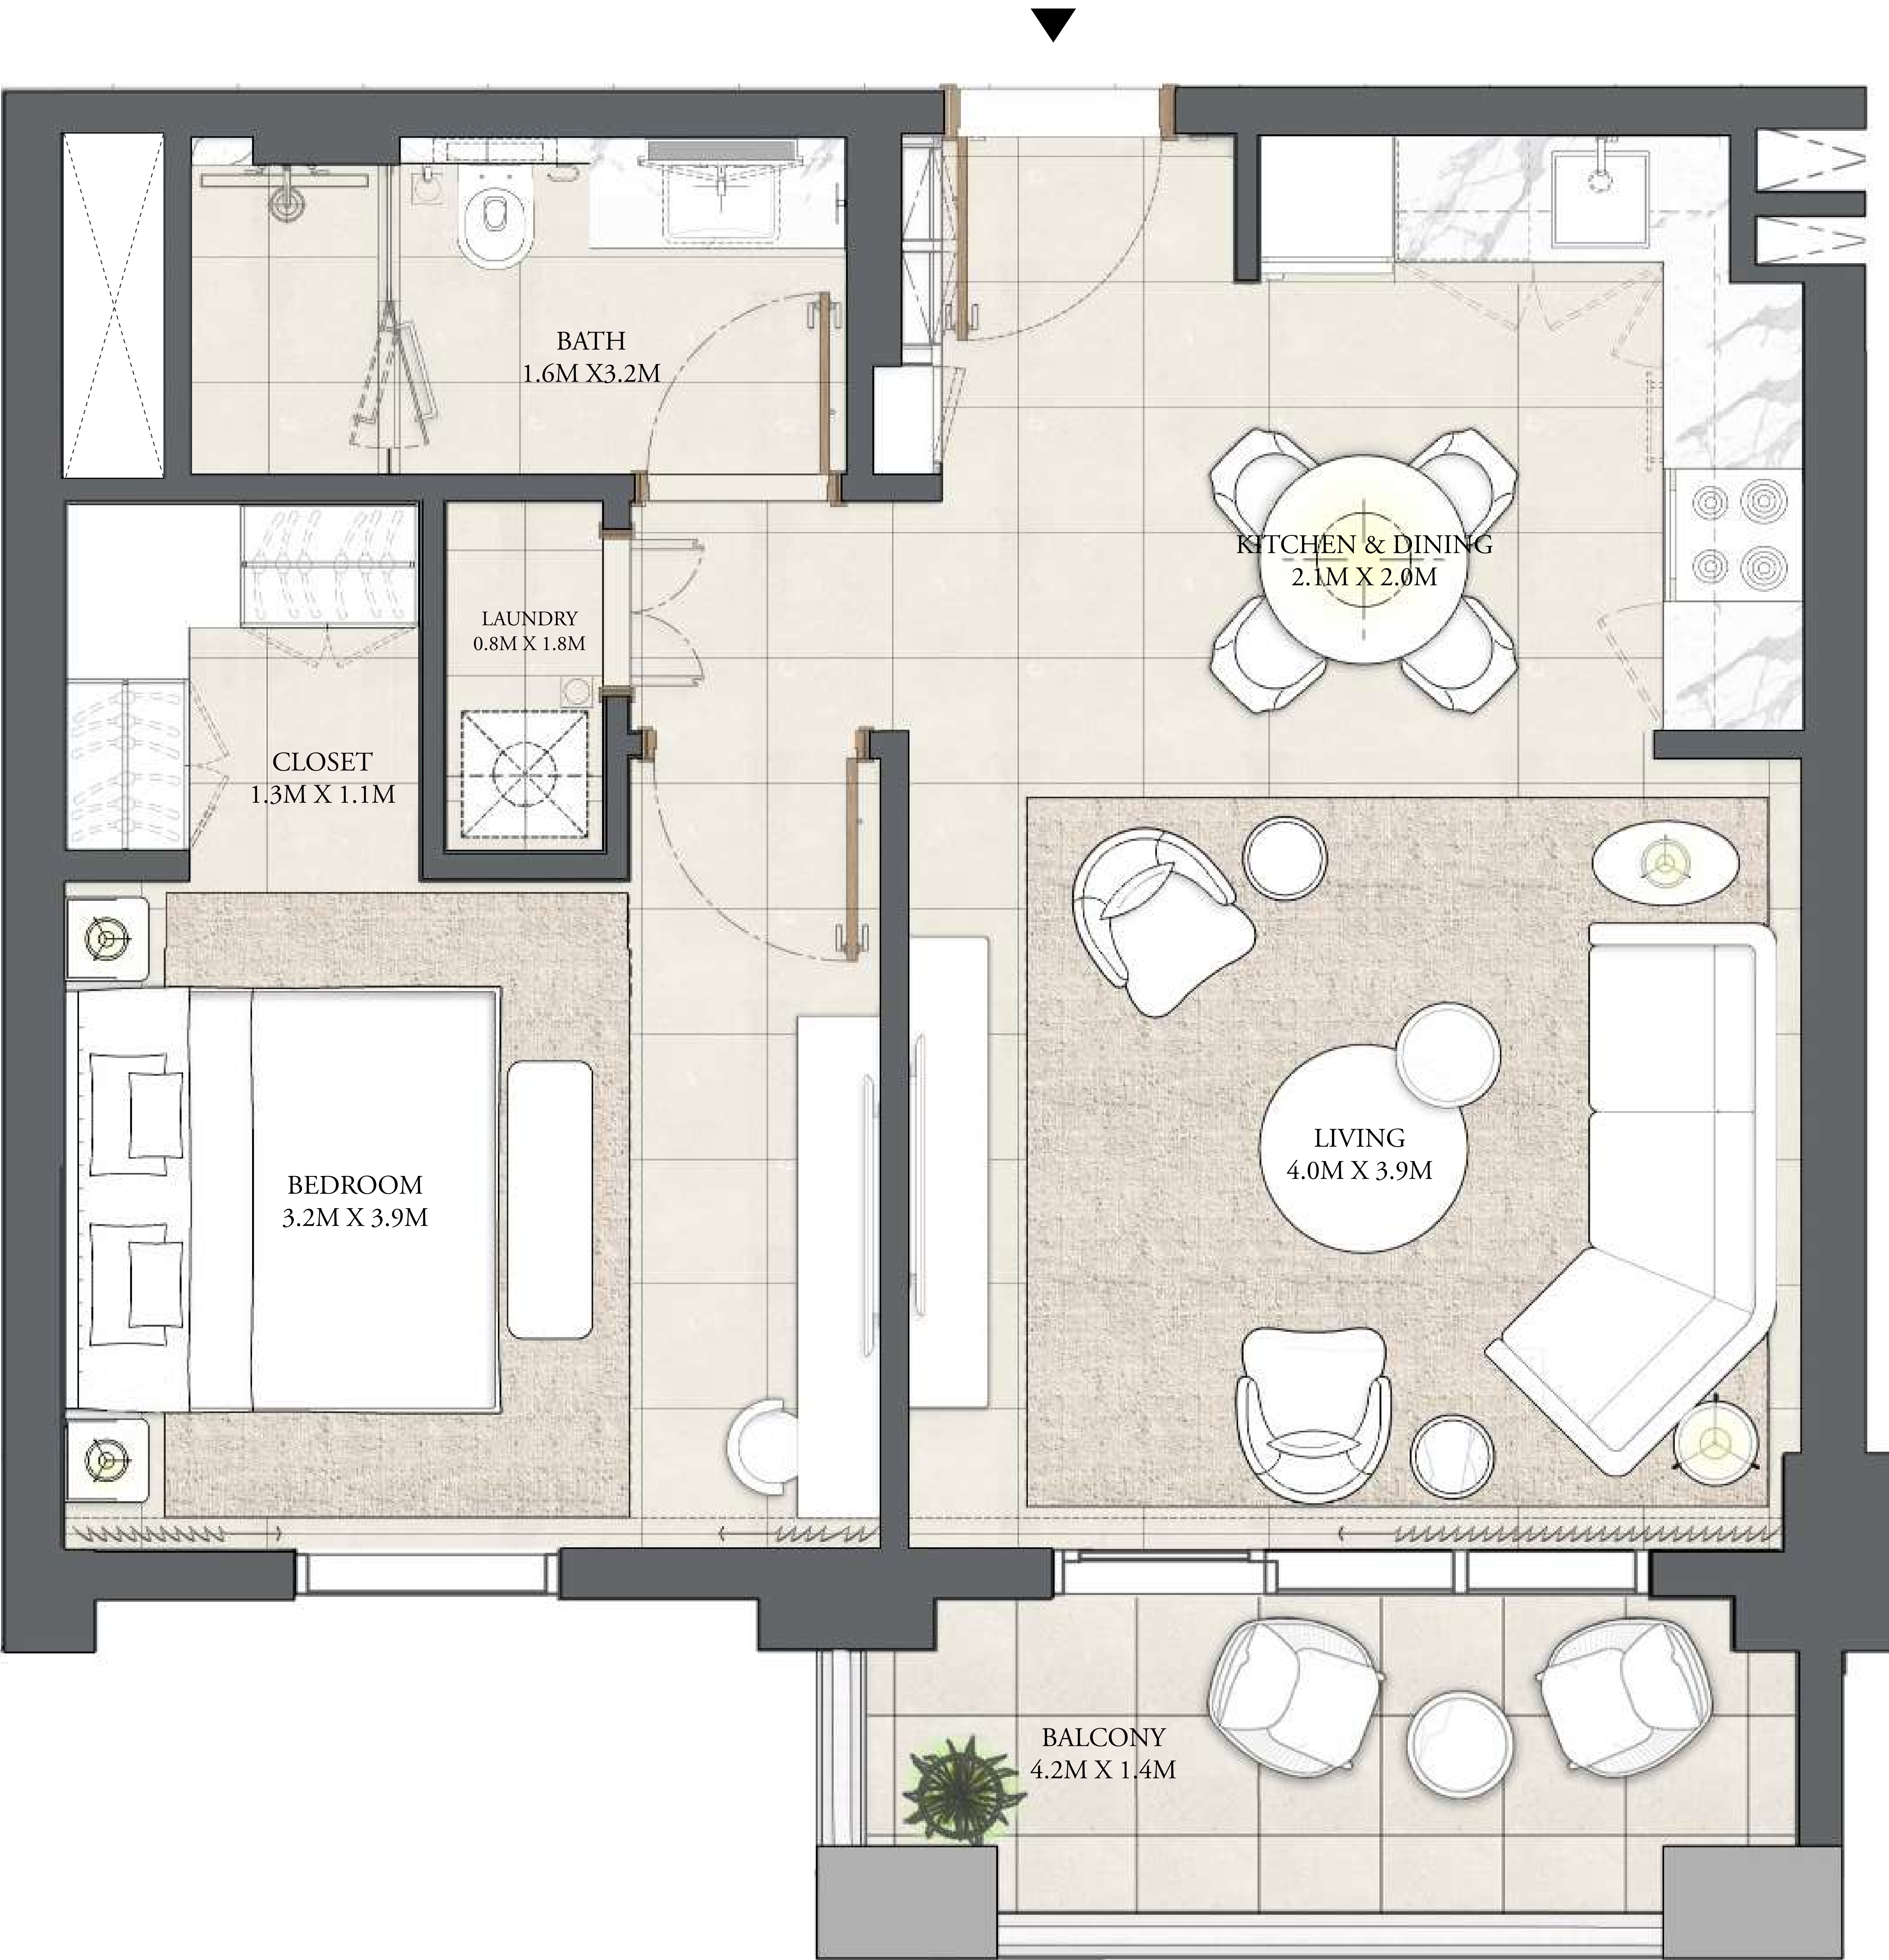 BATH
1.6M X3.2M
KITCHEN & DINING
2.1M X 2.0M
LAUNDRY
0.8M X 1.8M
CLOSET
1.3M X 1.1M
LIVING
4.0M X 3.9M
BEDROOM
3.2M X 3.9M
BALCONY
4.2M X 1.4M